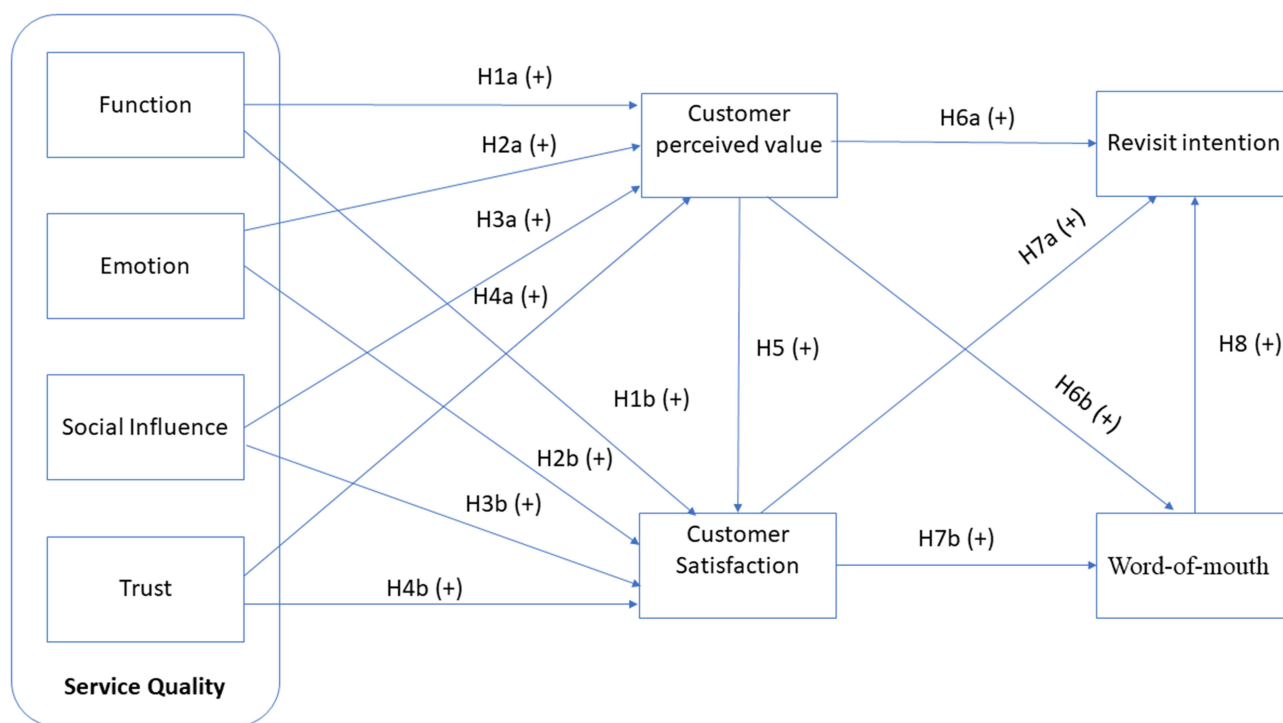 Function
Emotion
Social Influence
Trust
Service Quality
H1a (+)
H2a (+)
H3a (+)
H4a (+)
H1b (+)
H2b (+)
H3b (+)
H4b (+)
Customer
perceived value
H5 (+)
Customer
Satisfaction
H6a (+)
H7a (+)
H6b (+)
H7b (+)
Revisit intention
H8 (+)
Word-of-mouth